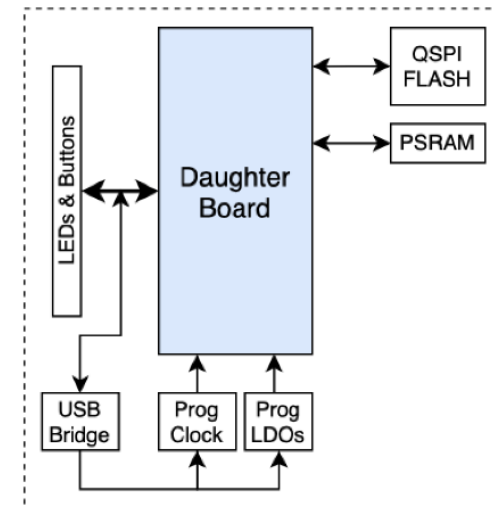 QSPI
FLASH
PSRAM
LEDs & Buttons
Daughter
Board
USB
Bridge
Prog
Clock
Prog
LDOs